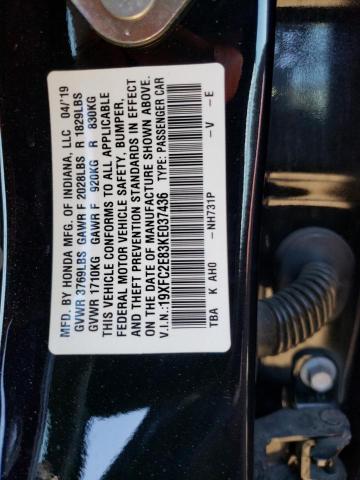 MFD. BY HONDA MFG. OF INDIANA, LLC 04/'19
GVWR 3769LBS GAWR F 2028LBS R 1829LBS
GVWR 1710KG GAWR F 920KG R 830KG
THIS VEHICLE CONFORMS TO ALL APPLICABLE
FEDERAL MOTOR VEHICLE SAFETY, BUMPER,
AND THEFT PREVENTION STANDARDS IN EFFECT
ON THE DATE OF MANUFACTURE SHOWN ABOVE.
V.I.N.:19XFC2E83KE037436 TYPE: PASSENGER CAR
NH731P – V – E
TBA K AH0